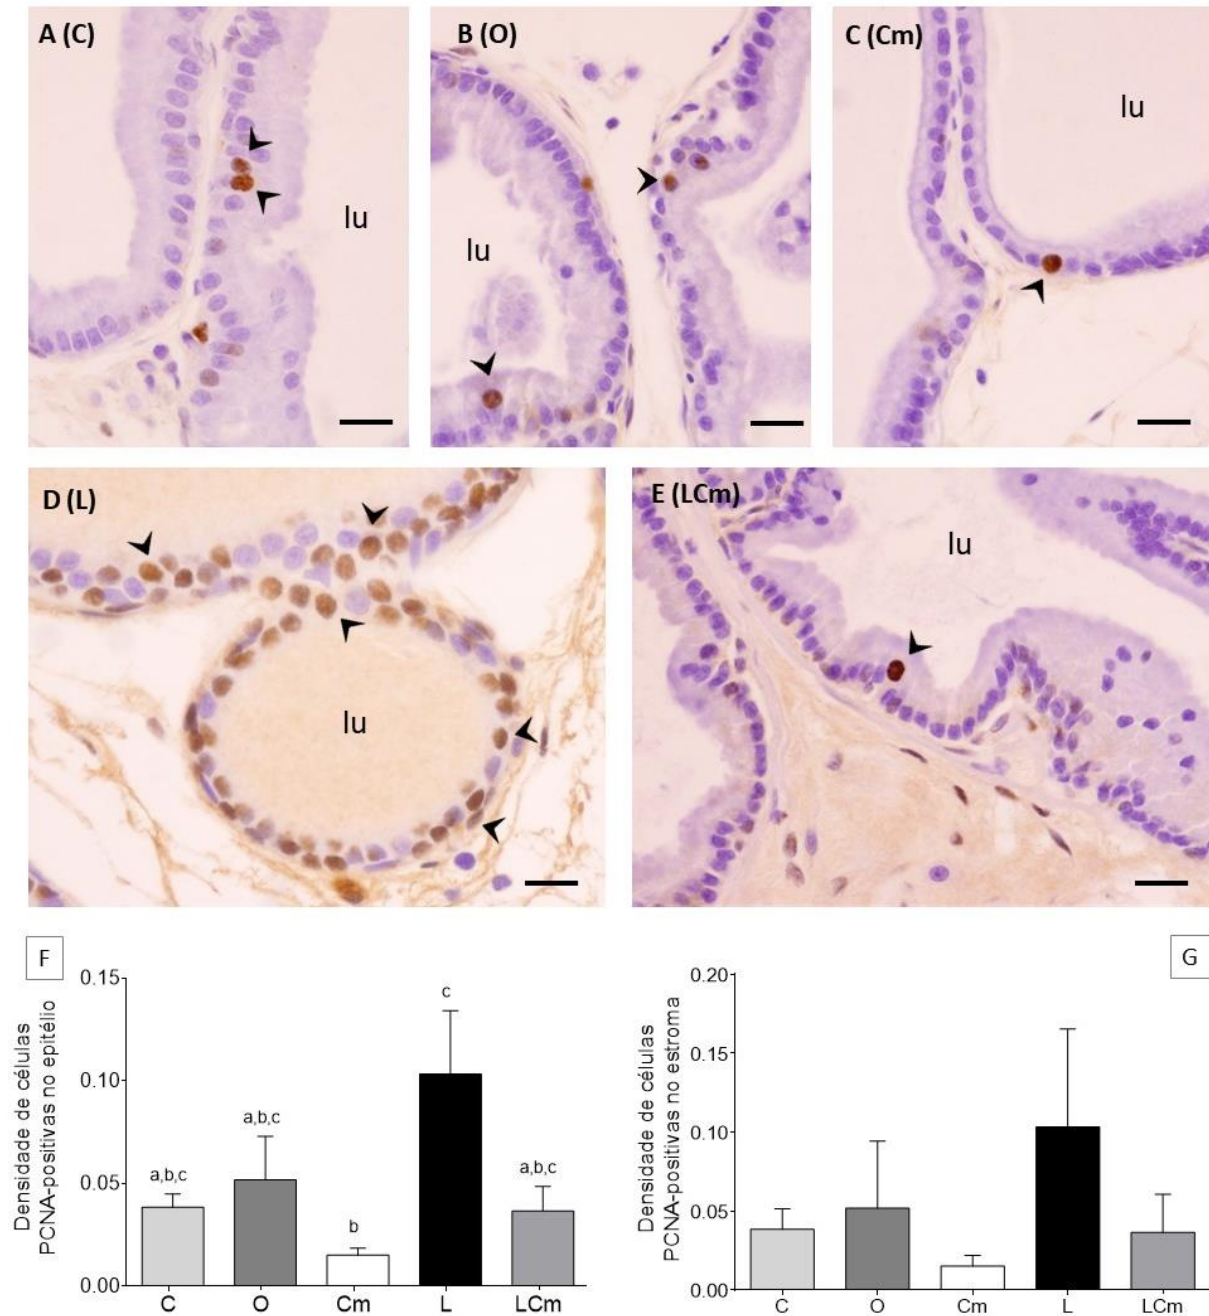 A (C)
lu
B (O)
lu
C (Cm)
lu
D (L)
lu
E (LCm)
lu
F
Densidade de células
PCNA-positivas no epitélio
0.15
0.10
0.05
0.00
a,b,c
a,b,c
b
c
a,b,c
C O Cm L LCm
G
Densidade de células
PCNA-positivas no estroma
0.20
0.15
0.10
0.05
0.00
C O Cm L LCm